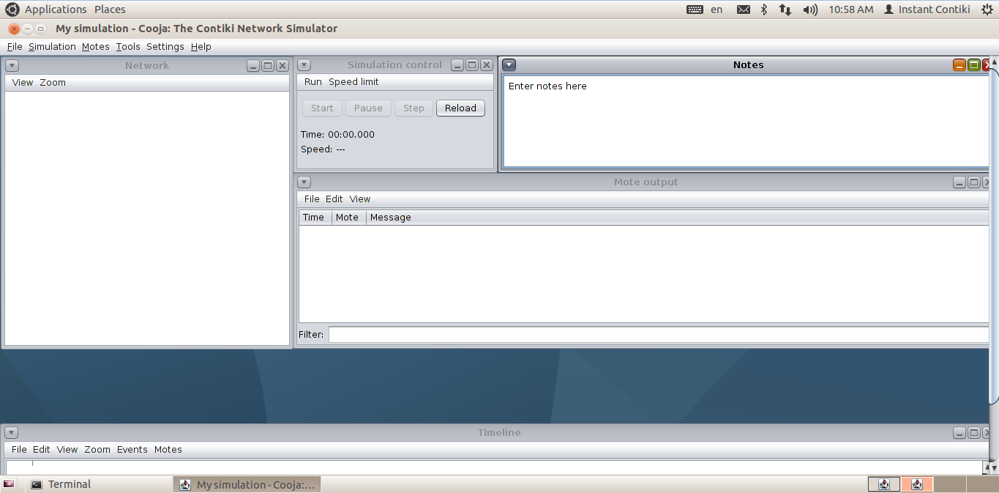 Applications Places en 10:58 AM Instant Contiki
My simulation - Cooja: The Contiki Network Simulator
File Simulation Motes Tools Settings Help
Network
View Zoom
Simulation control
Run Speed limit
Start Pause Step Reload
Time: 00:00.000
Speed: ---
Notes
Enter notes here
Mote output
File Edit View
Time Mote Message
Filter:
Timeline
File Edit View Zoom Events Motes
Terminal My simulation - Cooja:...